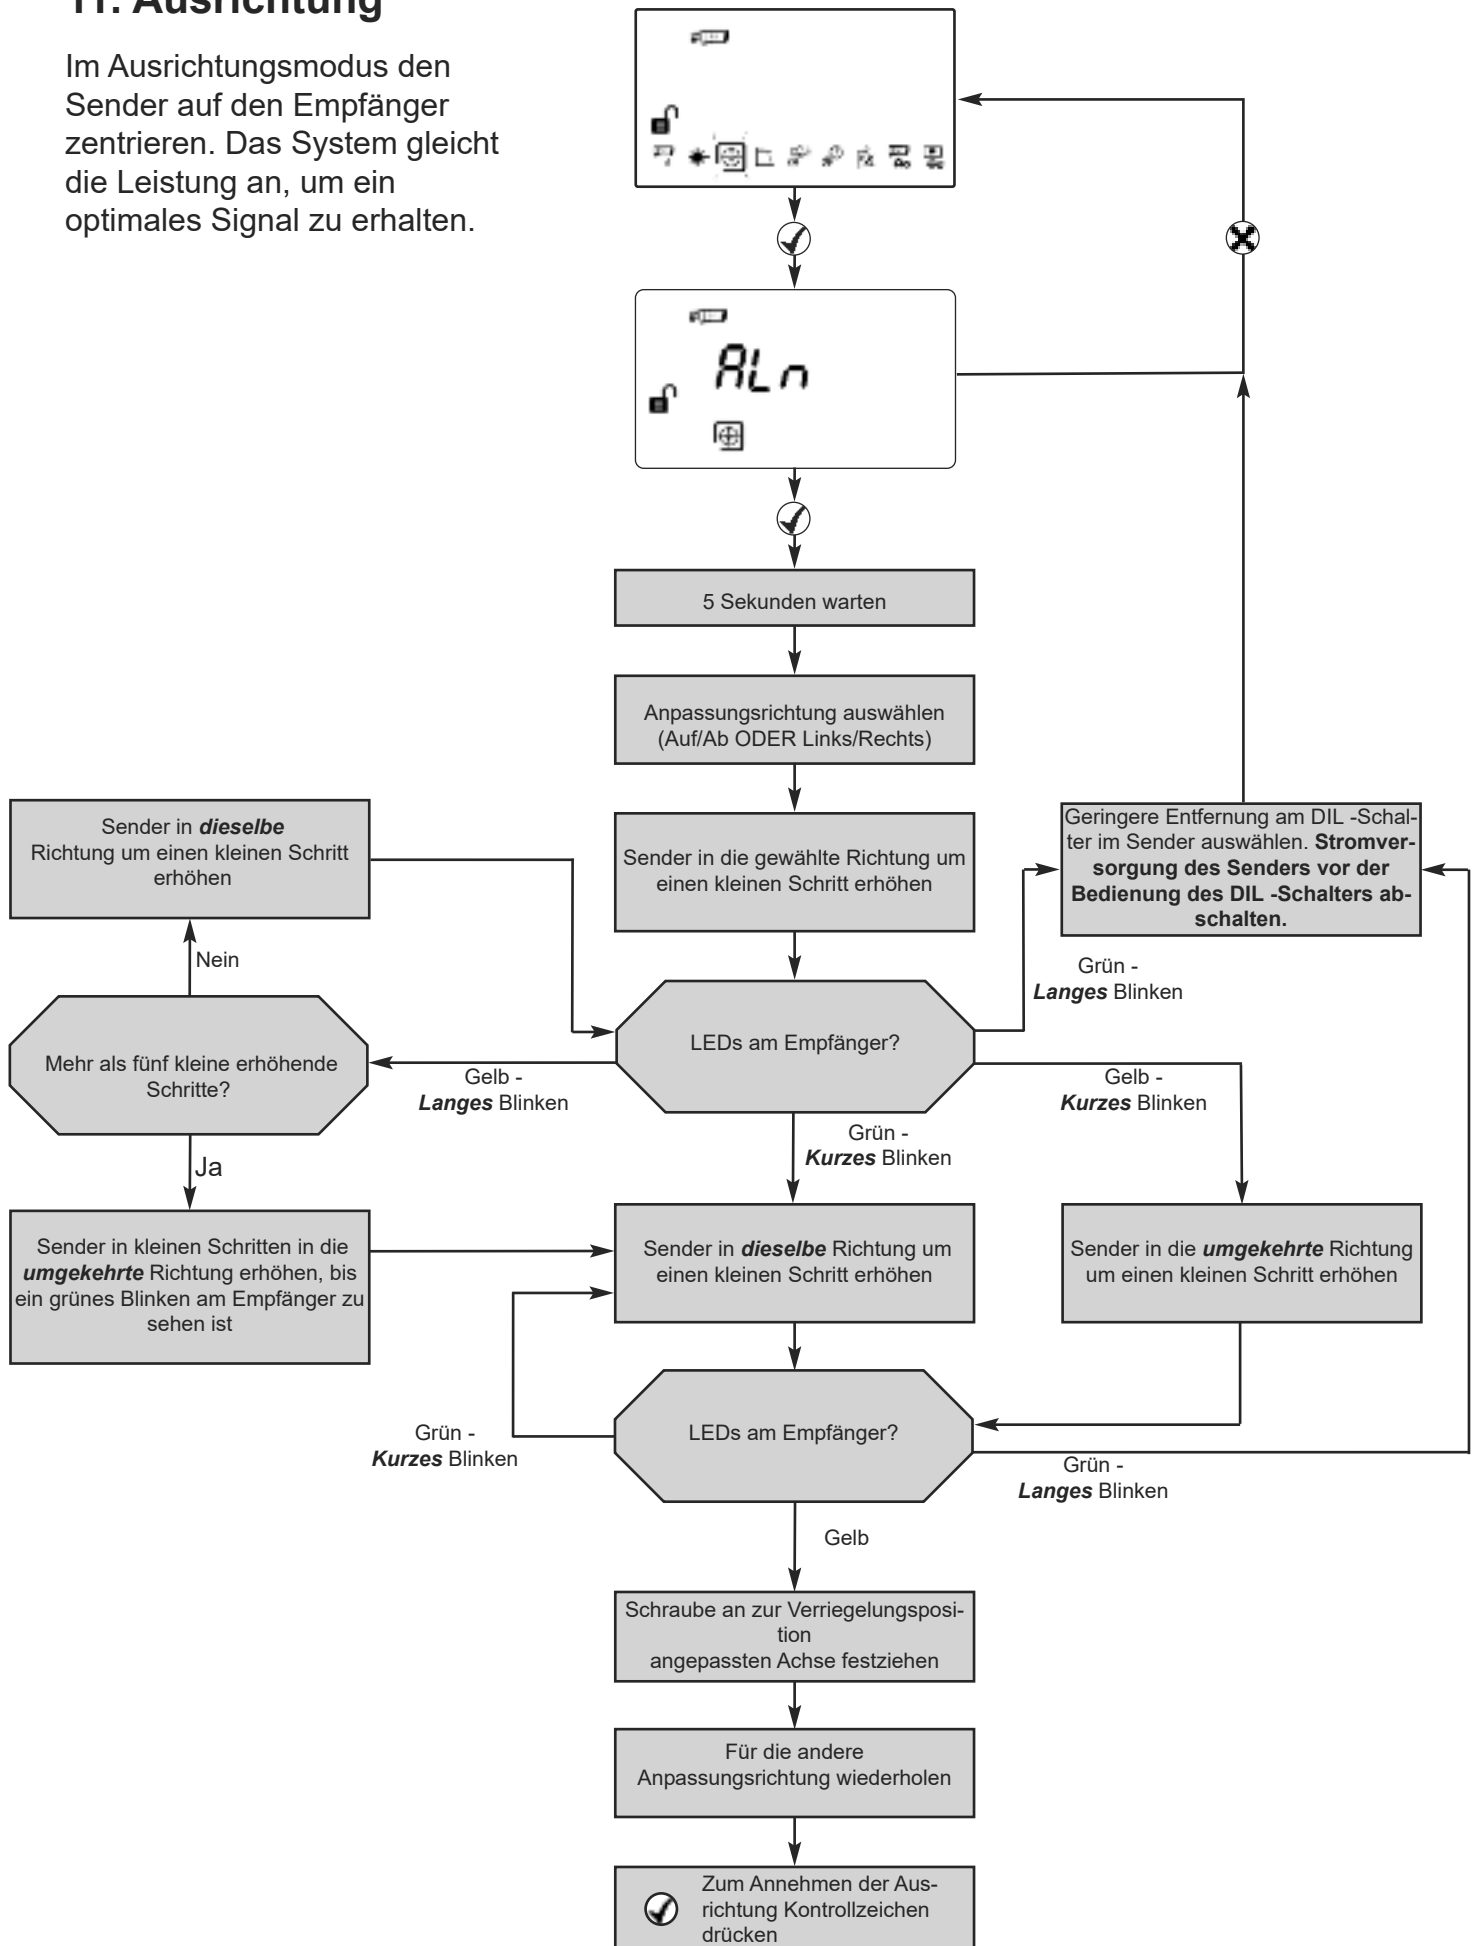 11. Ausrichtung
Im Ausrichtungsmodus den
Sender auf den Empfänger
zentrieren. Das System gleicht
die Leistung an, um ein
optimales Signal zu erhalten.
ALn
5 Sekunden warten
Anpassungsrichtung auswählen
(Auf/Ab ODER Links/Rechts)
Sender in dieselbe
Richtung um einen kleinen Schritt
erhöhen
Sender in die gewählte Richtung um
einen kleinen Schritt erhöhen
Geringere Entfernung am DIL -Schal-
ter im Sender auswählen. Stromver-
sorgung des Senders vor der
Bedienung des DIL -Schalters ab-
schalten.
Nein
Grün -
Langes Blinken
Mehr als fünf kleine erhöhende
Schritte?
LEDs am Empfänger?
Gelb -
Langes Blinken
Gelb -
Kurzes Blinken
Grün -
Kurzes Blinken
Ja
Sender in kleinen Schritten in die
umgekehrte Richtung erhöhen, bis
ein grünes Blinken am Empfänger zu
sehen ist
Sender in dieselbe Richtung um
einen kleinen Schritt erhöhen
Sender in die umgekehrte Richtung
um einen kleinen Schritt erhöhen
Grün -
Kurzes Blinken
LEDs am Empfänger?
Grün -
Langes Blinken
Gelb
Schraube an zur Verriegelungsposi-
tion
angepassten Achse festziehen
Für die andere
Anpassungsrichtung wiederholen
Zum Annehmen der Aus-
richtung Kontrollzeichen
drücken